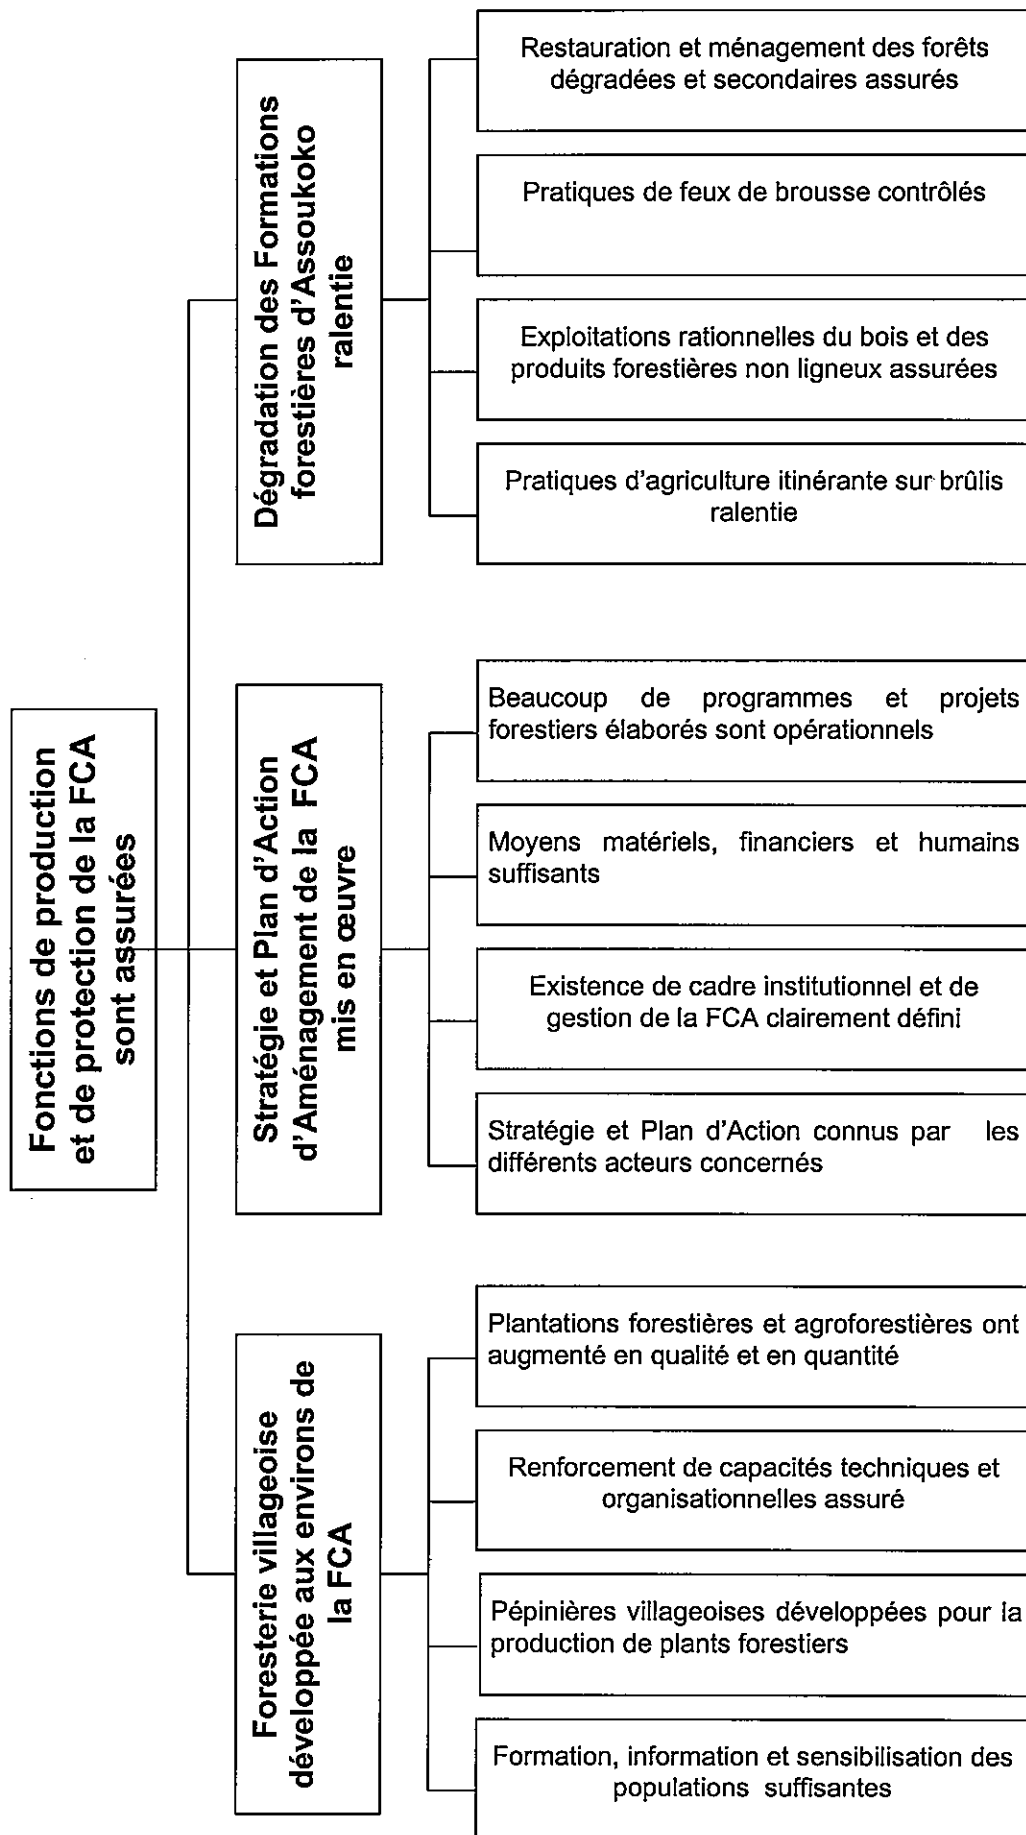 Fonctions de production
et de protection de la FCA
sont assurées
Dégradation des Formations
forestières d'Assoukoko
ralentie
Restauration et ménagement des forêts
dégradées et secondaires assurés
Pratiques de feux de brousse contrôlés
Exploitations rationnelles du bois et des
produits forestières non ligneux assurées
Pratiques d'agriculture itinérante sur brûlis
ralentie
Stratégie et Plan d'Action
d'Aménagement de la FCA
mis en œuvre
Beaucoup de programmes et projets
forestiers élaborés sont opérationnels
Moyens matériels, financiers et humains
suffisants
Existence de cadre institutionnel et de
gestion de la FCA clairement défini
Stratégie et Plan d'Action connus par les
différents acteurs concernés
Foresterie villageoise
développée aux environs de
la FCA
Plantations forestières et agroforestières ont
augmenté en qualité et en quantité
Renforcement de capacités techniques et
organisationnelles assuré
Pépinières villageoises développées pour la
production de plants forestiers
Formation, information et sensibilisation des
populations suffisantes